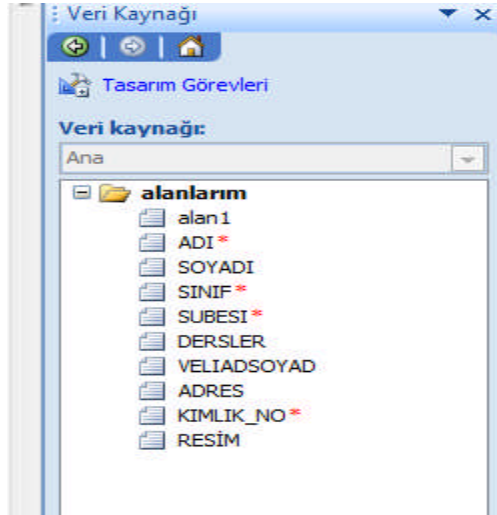 Veri Kaynağı
Tasarım Görevleri
Veri kaynağı:
Ana
alanlarım
alan1
ADI *
SOYADI
SINIF *
SUBESI *
DERSLER
VELIADSOYAD
ADRES
KIMLIK_NO *
RESİM